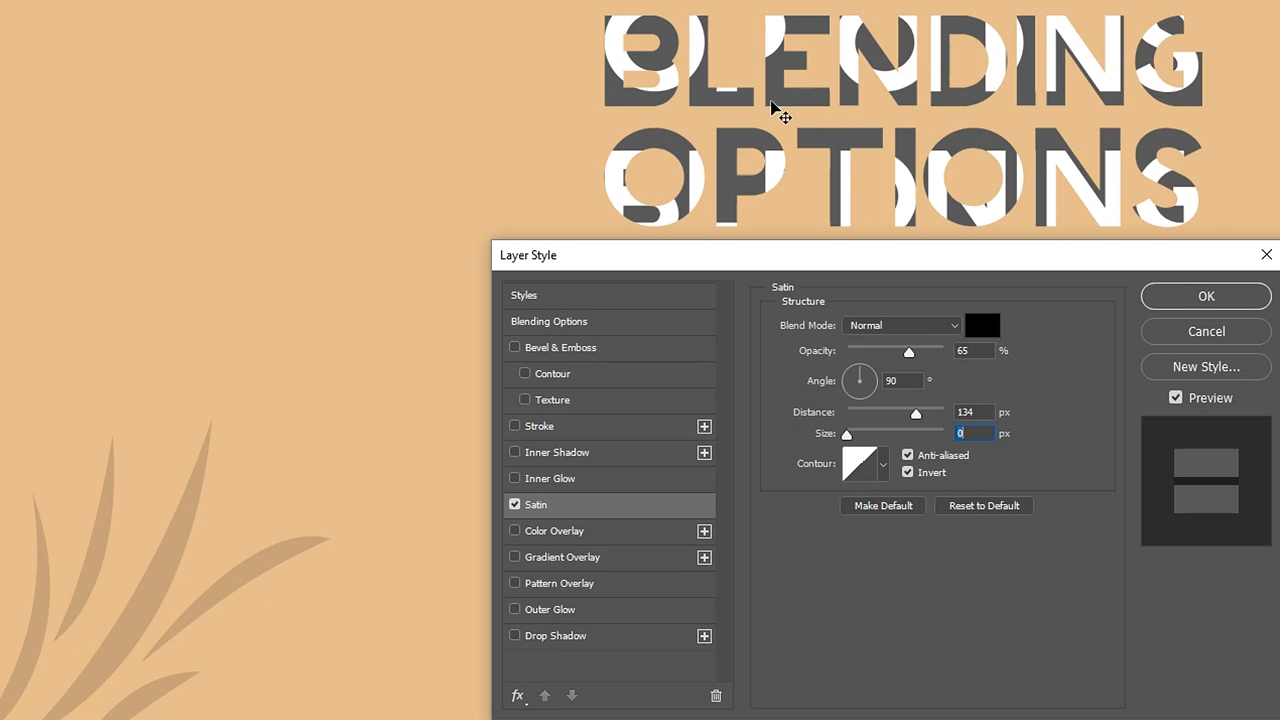 BLENDING
OPTIONS
Layer Style
Styles
Blending Options
Bevel & Emboss
Contour
Texture
Stroke
Inner Shadow
Inner Glow
Satin
Color Overlay
Gradient Overlay
Pattern Overlay
Outer Glow
Drop Shadow
fx
Satin
Structure
Blend Mode: Normal
Opacity: 65 %
Angle: 90 °
Distance: 134 px
Size: 0 px
Contour: Anti-aliased
Invert
Make Default Reset to Default
OK
Cancel
New Style...
Preview